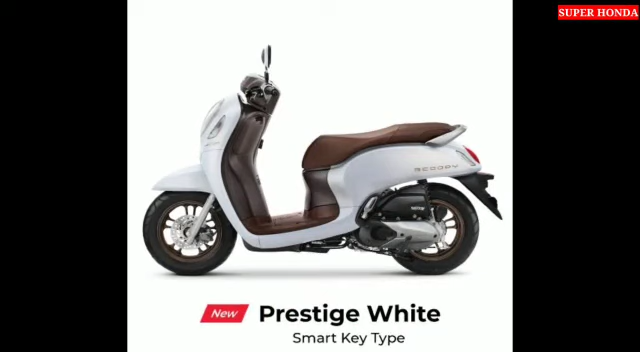 SUPER HONDA
SCOOPY
New
Prestige White
Smart Key Type